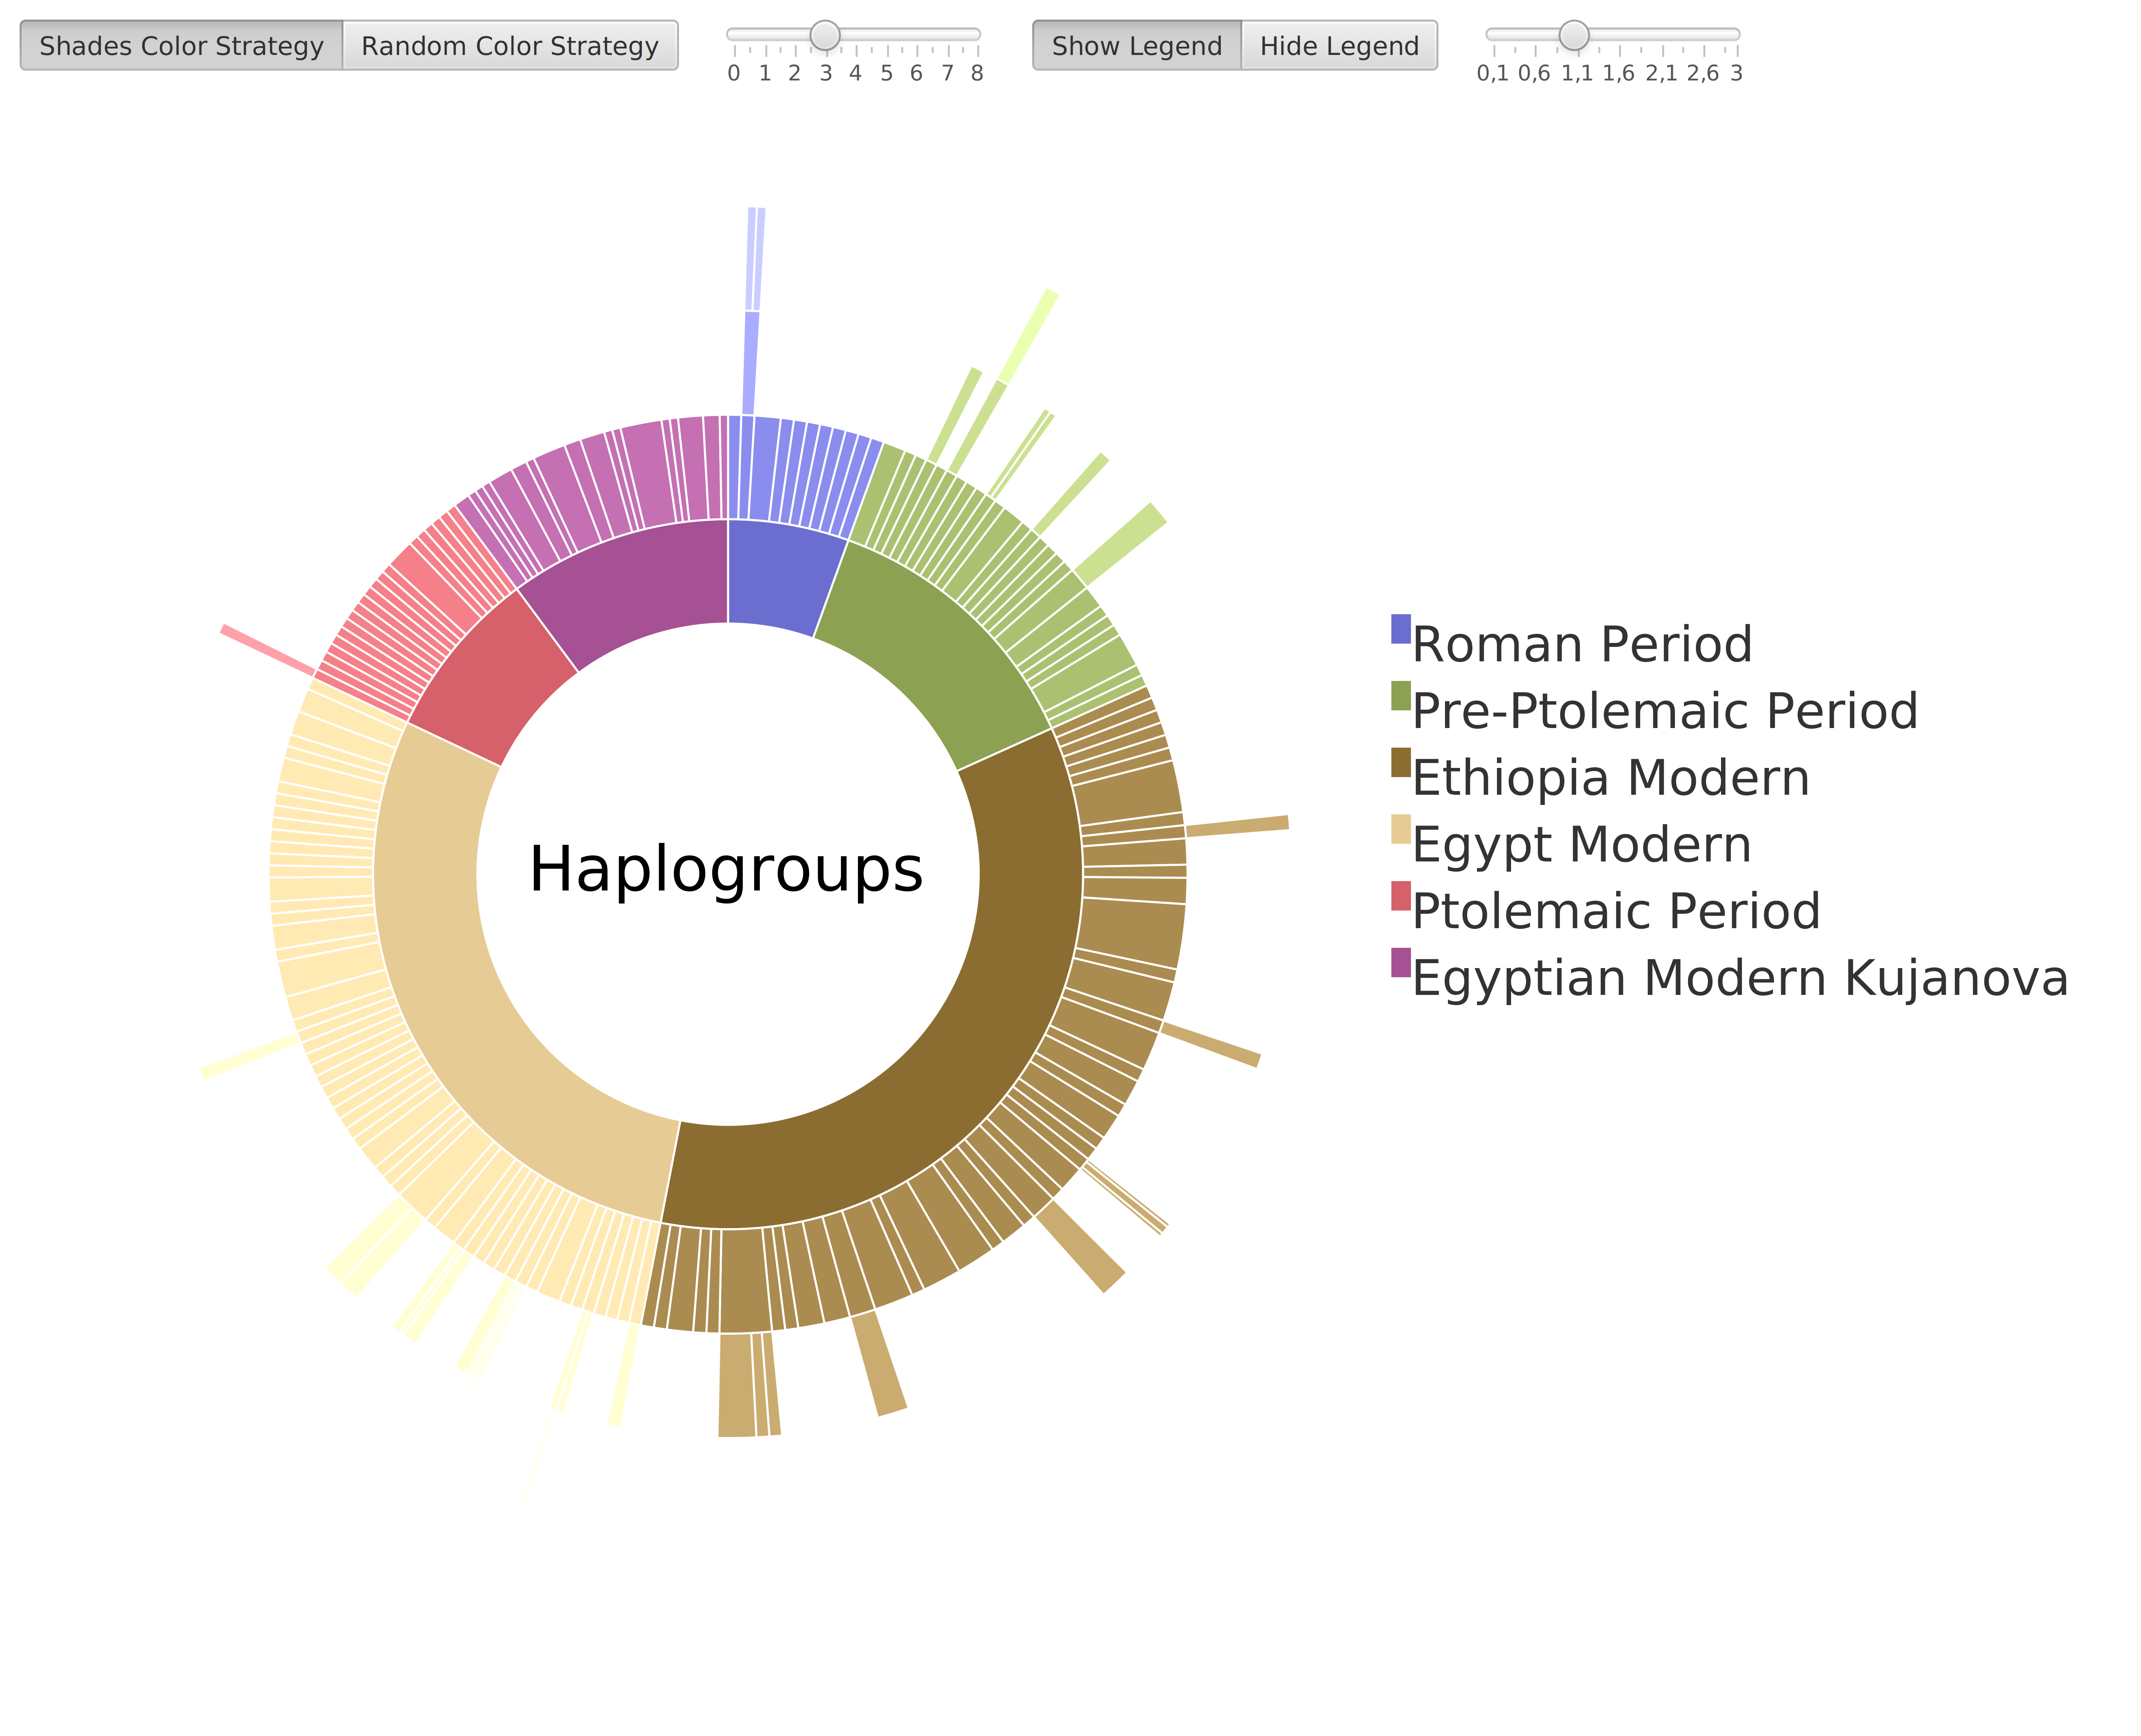 Shades Color Strategy Random Color Strategy Show Legend Hide Legend
0 1 2 3 4 5 6 7 8 0,1 0,6 1,1 1,6 2,1 2,6 3
Roman Period
Pre-Ptolemaic Period
Ethiopia Modern
Egypt Modern
Haplogroups
Ptolemaic Period
Egyptian Modern Kujanova